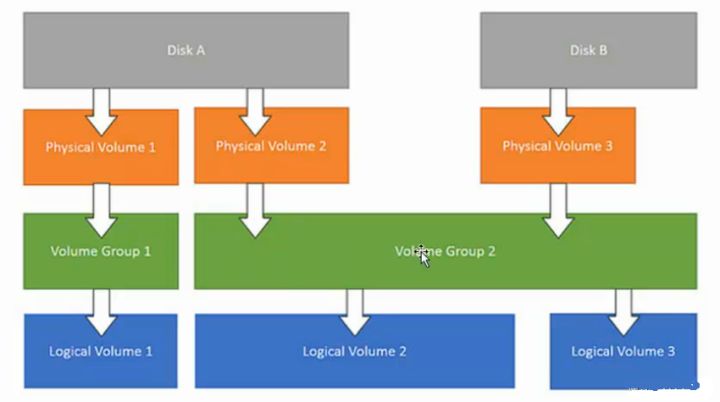 Disk A
Disk B
Physical Volume 1
Physical Volume 2
Physical Volume 3
Volume Group 1
Volume Group 2
Logical Volume 1
Logical Volume 2
Logical Volume 3